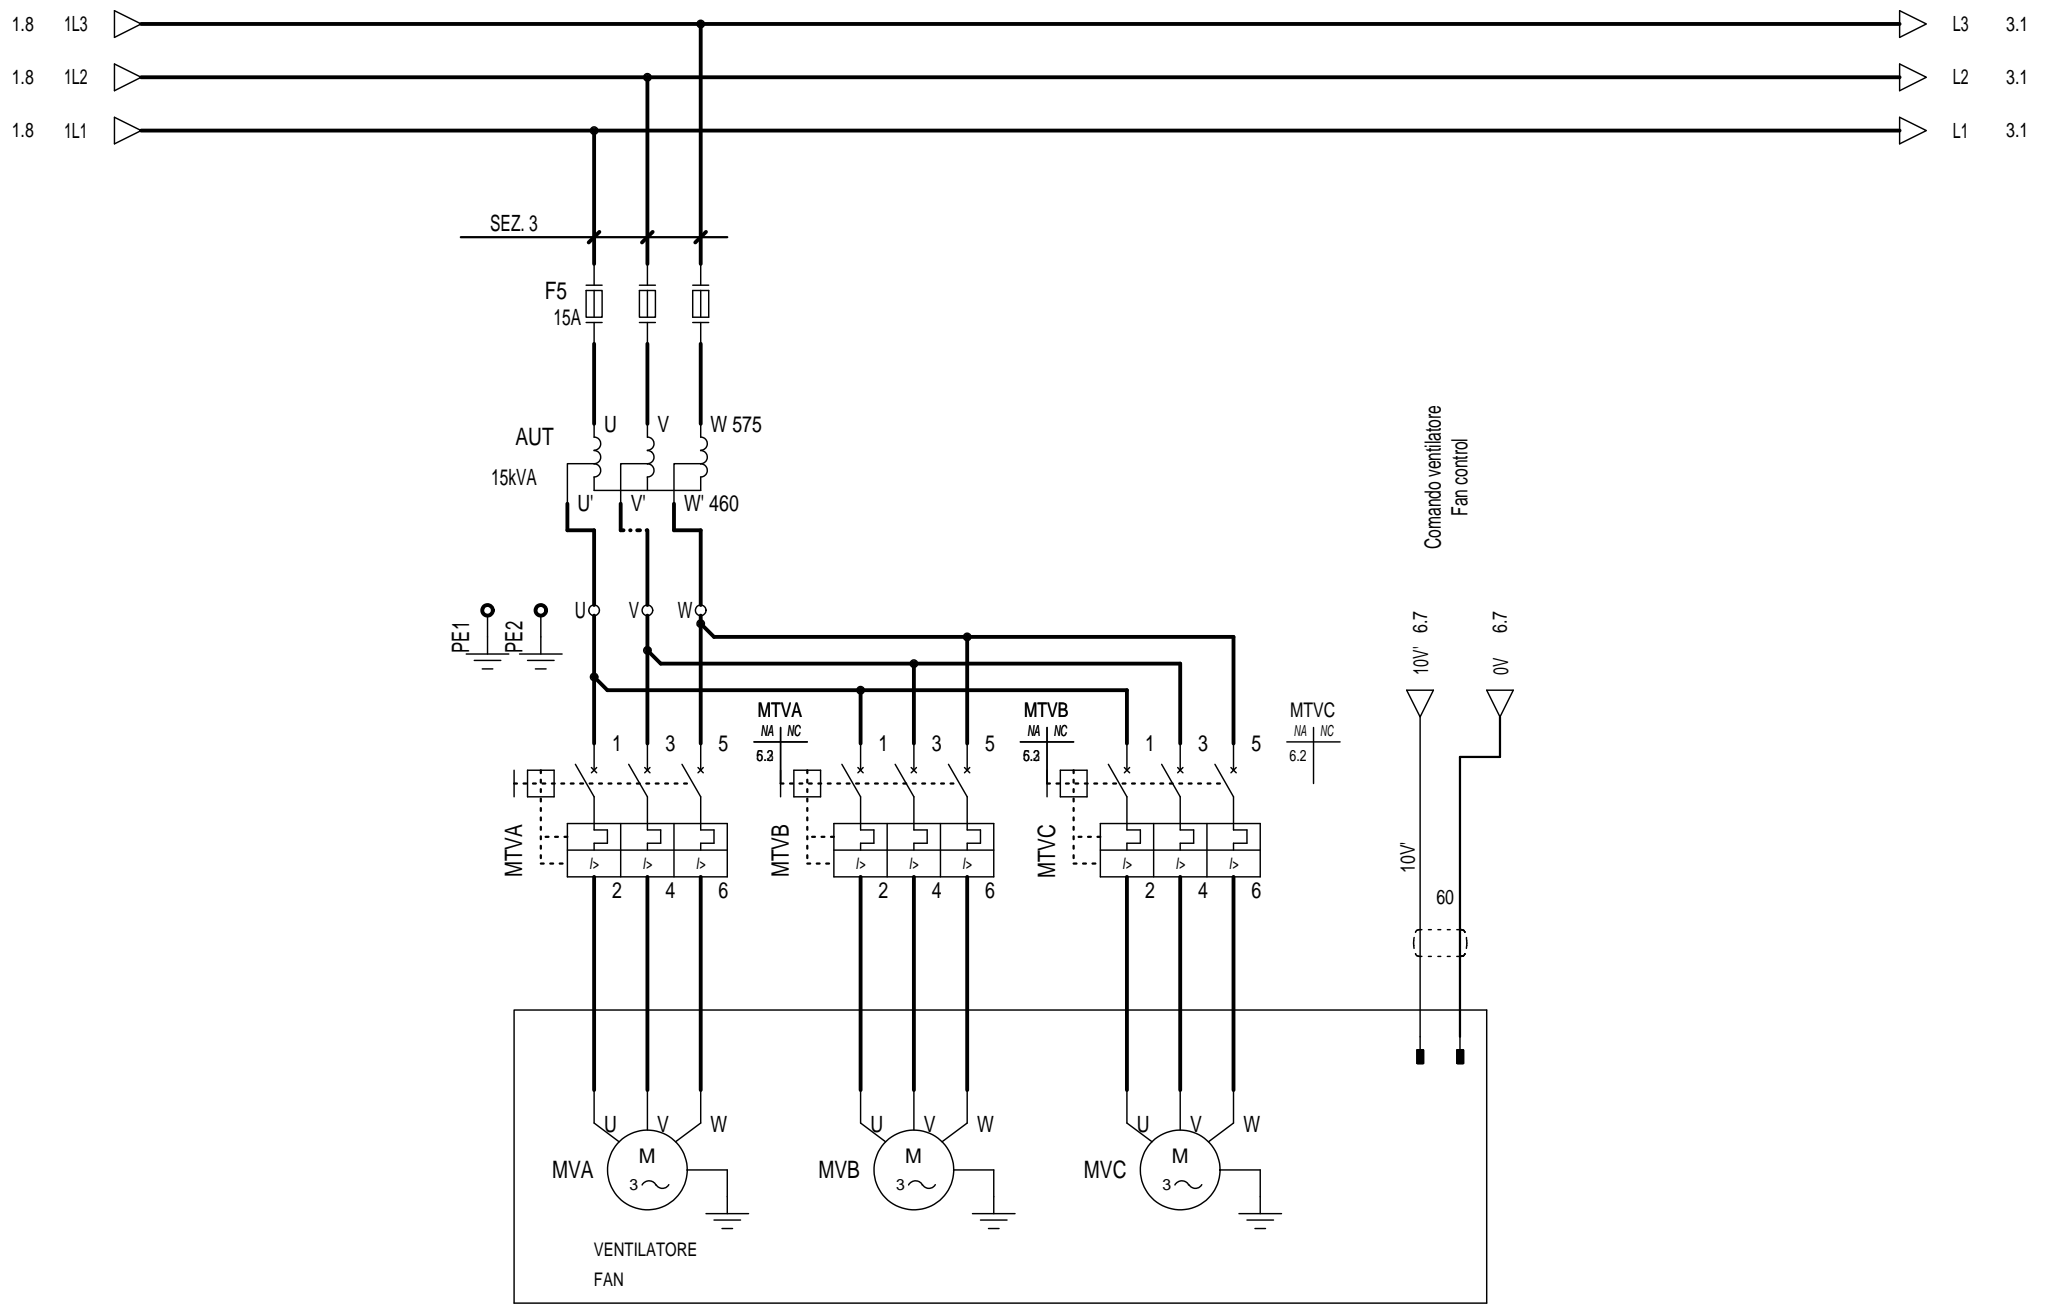 1.8 1L3 L3 3.1
1.8 1L2 L2 3.1
1.8 1L1 L1 3.1
SEZ. 3
F5
15A
AUT U V W 575
15kVA
U' V' W' 460
Comando ventilatore
Fan control
PE1 PE2 U V W
10V' 6.7 0V 6.7
MTVA MTVB MTVC
NA NC NA NC NA NC
1 3 5 1 3 5 1 3 5
6.2
MTVA MTVB MTVC
I> I> I> I> I> I> I> I> I>
2 4 6 2 4 6 2 4 6
10V'
60
U V W U V W U V W
M M M
MVA MVB MVC
3 3 3
VENTILATORE
FAN